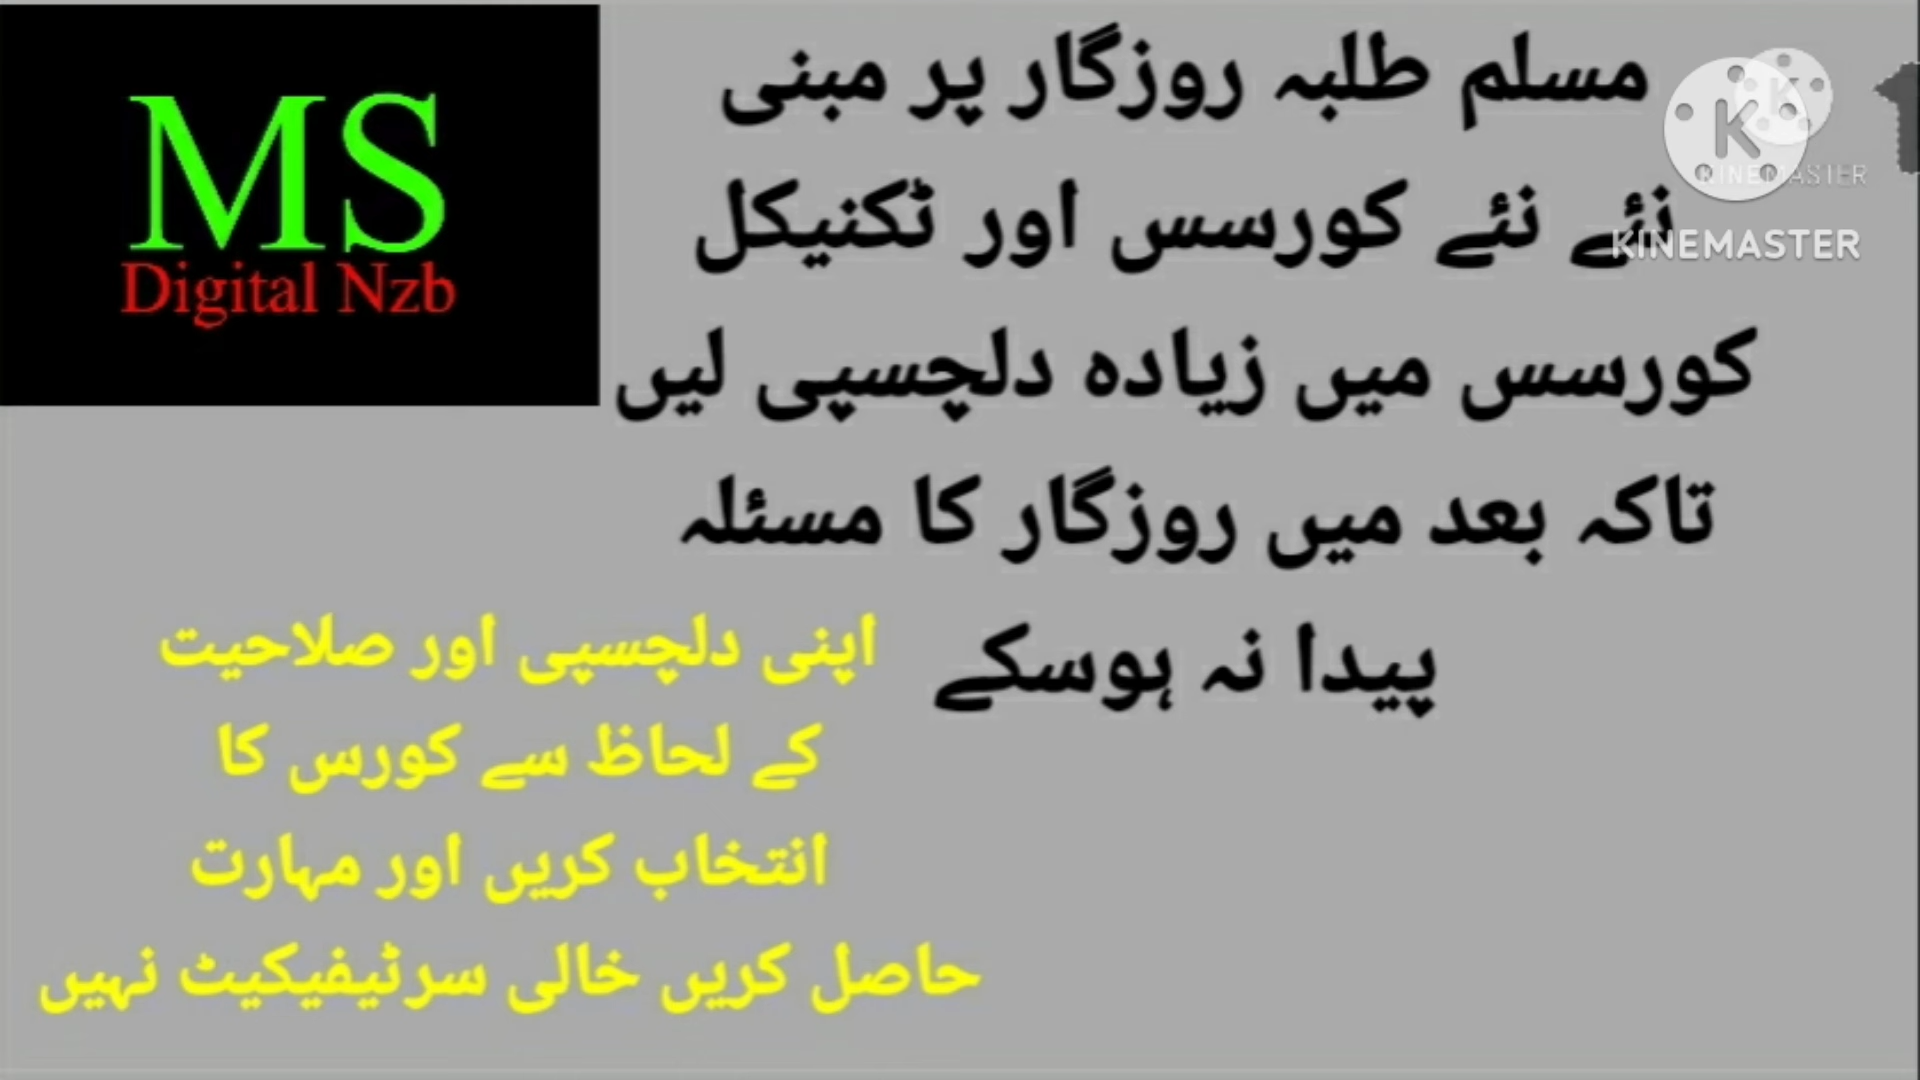 MS
Digital Nzb
مسلم طلبہ روزگار پر مبنی
نئے نئے کورسس اور ٹکنیکل
کورسس میں زیادہ دلچسپی لیں
تاکہ بعد میں روزگار کا مسئلہ
پیدا نہ ہوسکے
اپنی دلچسپی اور صلاحیت
کے لحاظ سے کورس کا
انتخاب کریں اور مہارت
حاصل کریں خالی سرٹیفیکیٹ نہیں
K
K
KINEMASTER
KINEMASTER